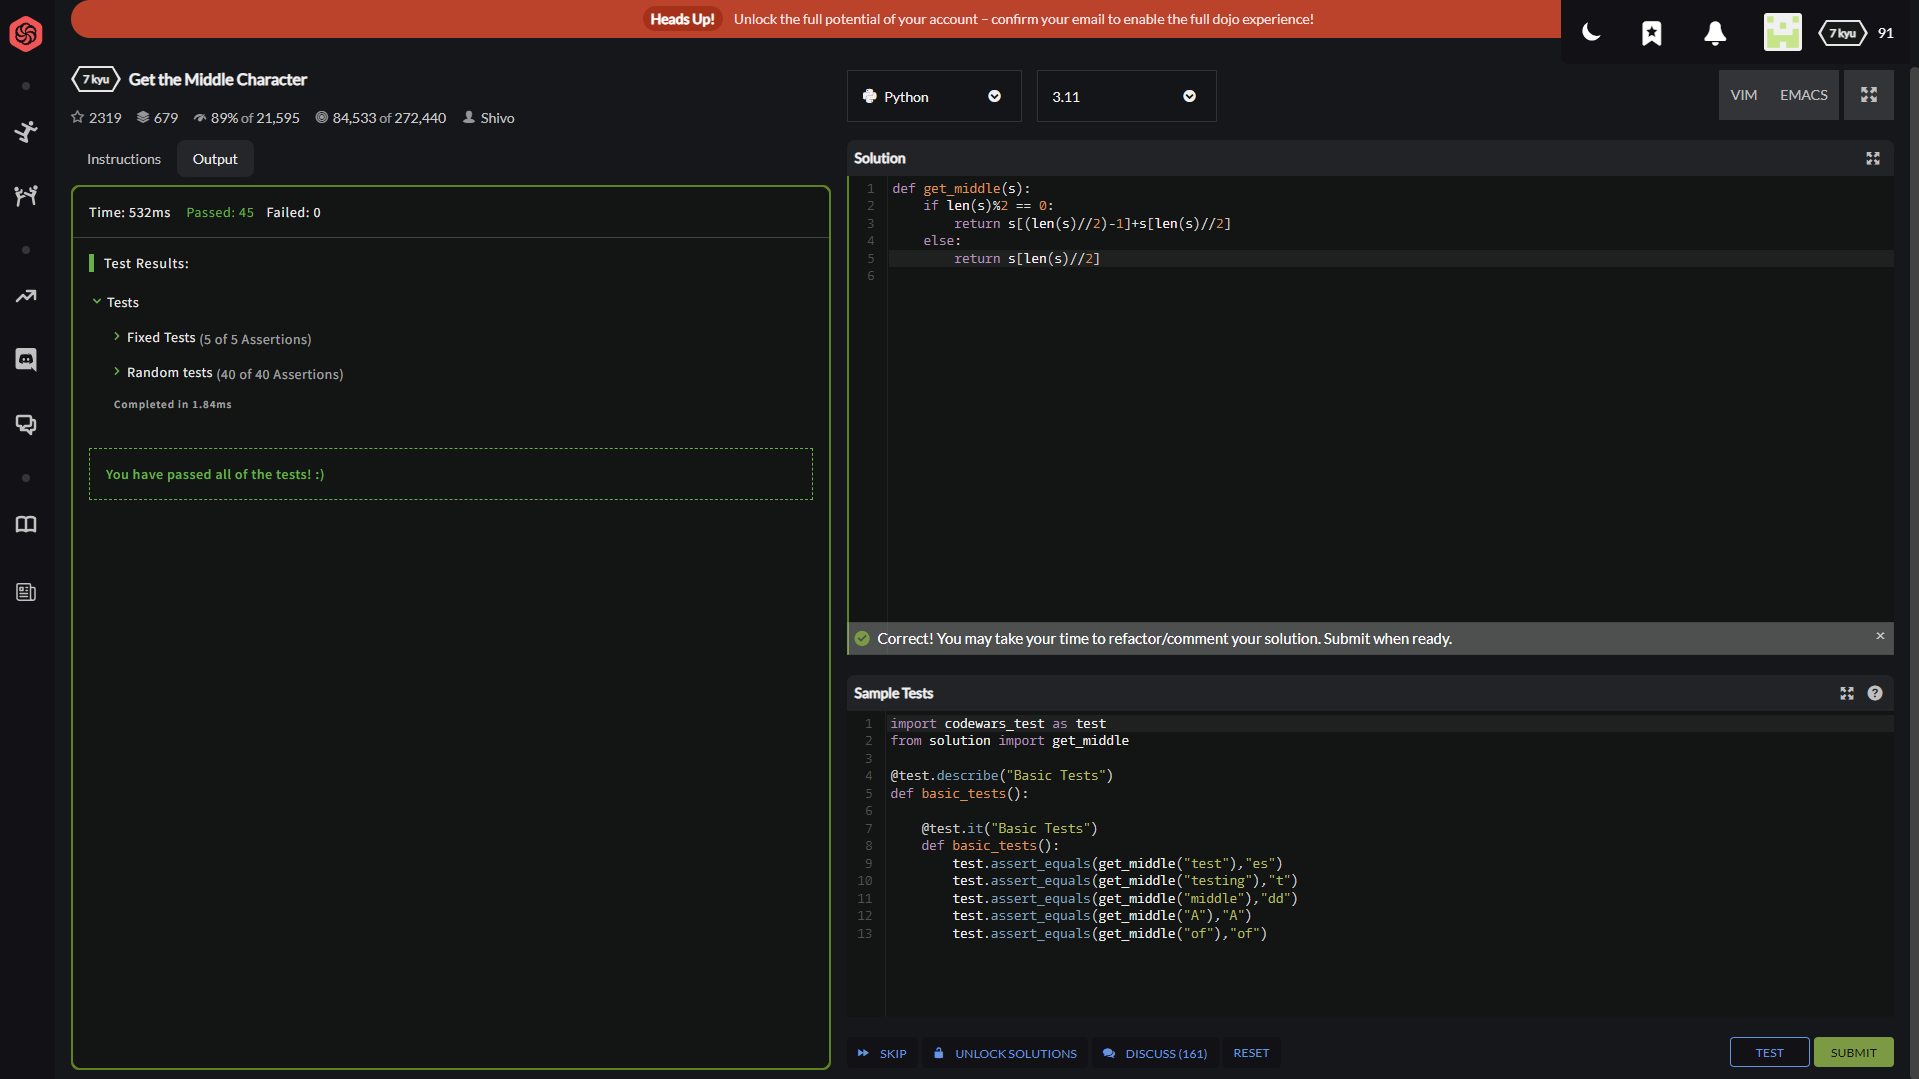 Heads Up! Unlock the full potential of your account – confirm your email to enable the full dojo experience!
7 kyu 91
7 kyu Get the Middle Character
2319 679 89% of 21,595 84,533 of 272,440 Shivo
Instructions Output
Time: 532ms Passed: 45 Failed: 0
Test Results:
Tests
Fixed Tests (5 of 5 Assertions)
Random tests (40 of 40 Assertions)
Completed in 1.84ms
You have passed all of the tests! :)
Python 3.11 VIM EMACS
Solution
1 def get_middle(s):
2     if len(s)%2 == 0:
3         return s[(len(s)//2)-1]+s[len(s)//2]
4     else:
5         return s[len(s)//2]
6
Correct! You may take your time to refactor/comment your solution. Submit when ready. ×
Sample Tests ?
1 import codewars_test as test
2 from solution import get_middle
3
4 @test.describe("Basic Tests")
5 def basic_tests():
6
7     @test.it("Basic Tests")
8     def basic_tests():
9         test.assert_equals(get_middle("test"),"es")
10         test.assert_equals(get_middle("testing"),"t")
11         test.assert_equals(get_middle("middle"),"dd")
12         test.assert_equals(get_middle("A"),"A")
13         test.assert_equals(get_middle("of"),"of")
SKIP UNLOCK SOLUTIONS DISCUSS (161) RESET TEST SUBMIT